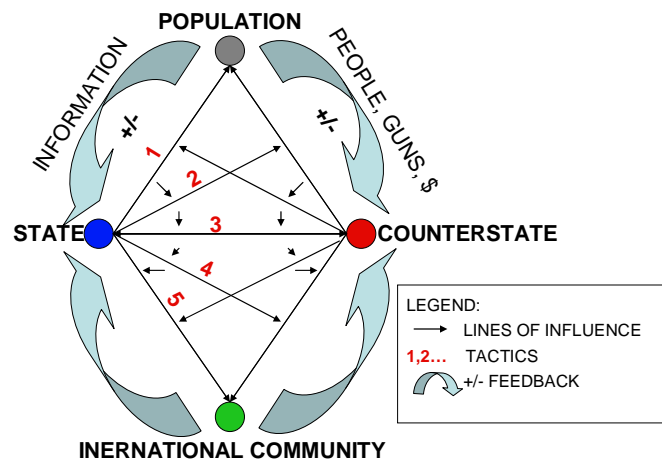 POPULATION
INFORMATION
PEOPLE, GUNS, $
+/-
+/-
1
2
STATE
3
COUNTERSTATE
4
5
LEGEND:
LINES OF INFLUENCE
1,2... TACTICS
+/- FEEDBACK
INERNATIONAL COMMUNITY